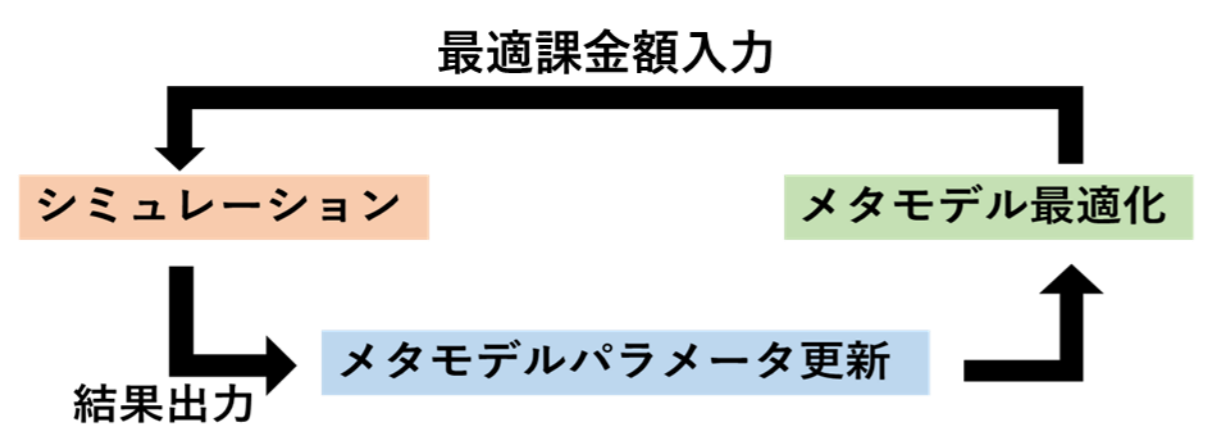 最適課金額入力
シミュレーション
メタモデル最適化
メタモデルパラメータ更新
結果出力